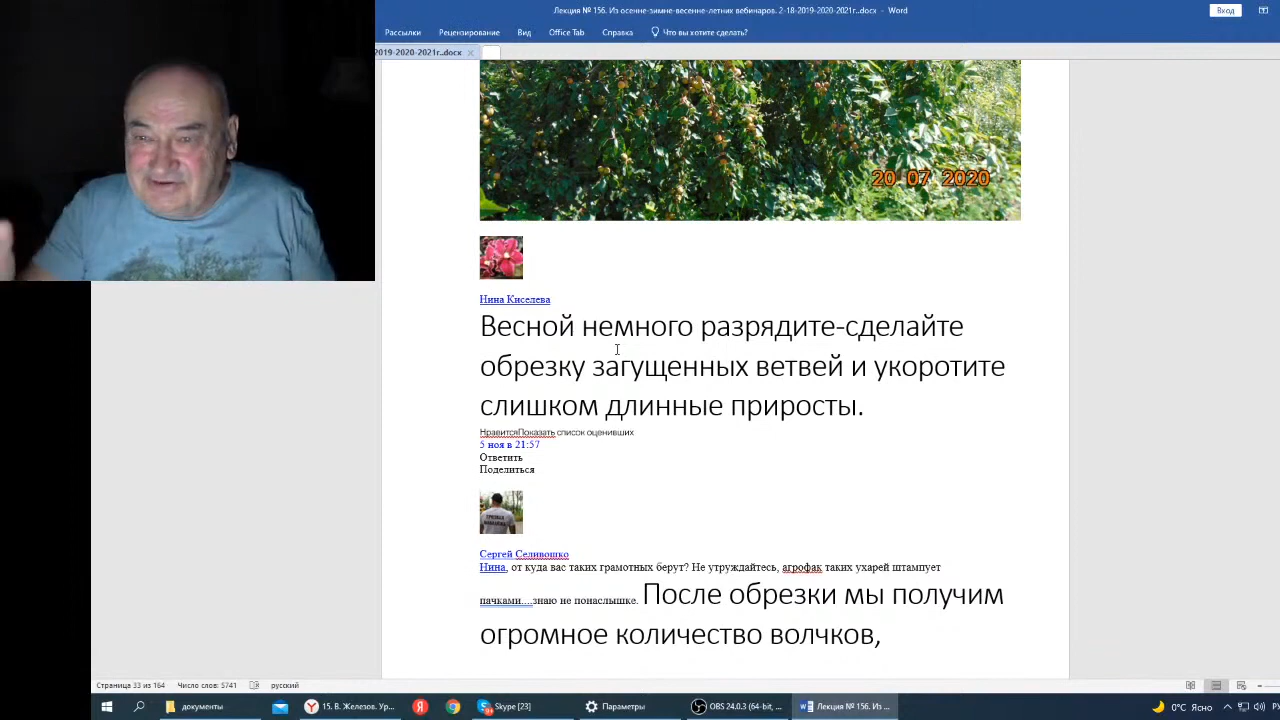 Лекция № 156. Из осенне-зимне-весенне-летних вебинаров. 2-18-2019-2020-2021г...docx - Word
Вход
Рассылки Рецензирование Вид Office Tab Справка Что вы хотите сделать?
2019-2020-2021г...docx
20 07 2020
Нина Киселева
Весной немного разрядите-сделайте
обрезку загущенных ветвей и укоротите
слишком длинные приросты.
НравитсяПоказать список оценивших
5 ноя в 21:57
Ответить
Поделиться
Сергей Селивошко
Нина, от куда вас таких грамотных берут? Не утруждайтесь, агрофак таких ухарей штампует
пачками....знаю не понаслышке. После обрезки мы получим
огромное количество волчков,
Страница 33 из 164 Число слов: 5741 русский
документы 15. В. Железов. Ур... Skype [23] Параметры OBS 24.0.3 (64-bit, ... Лекция № 156. Из ... 0°C Ясно